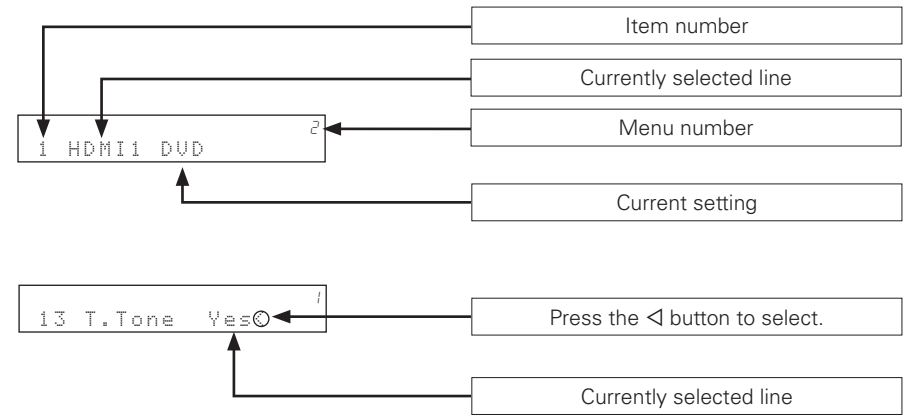 Item number
Currently selected line
2
Menu number
1 HDMI1 DVD
Current setting
1
13 T.Tone Yes
Press the ◁ button to select.
Currently selected line